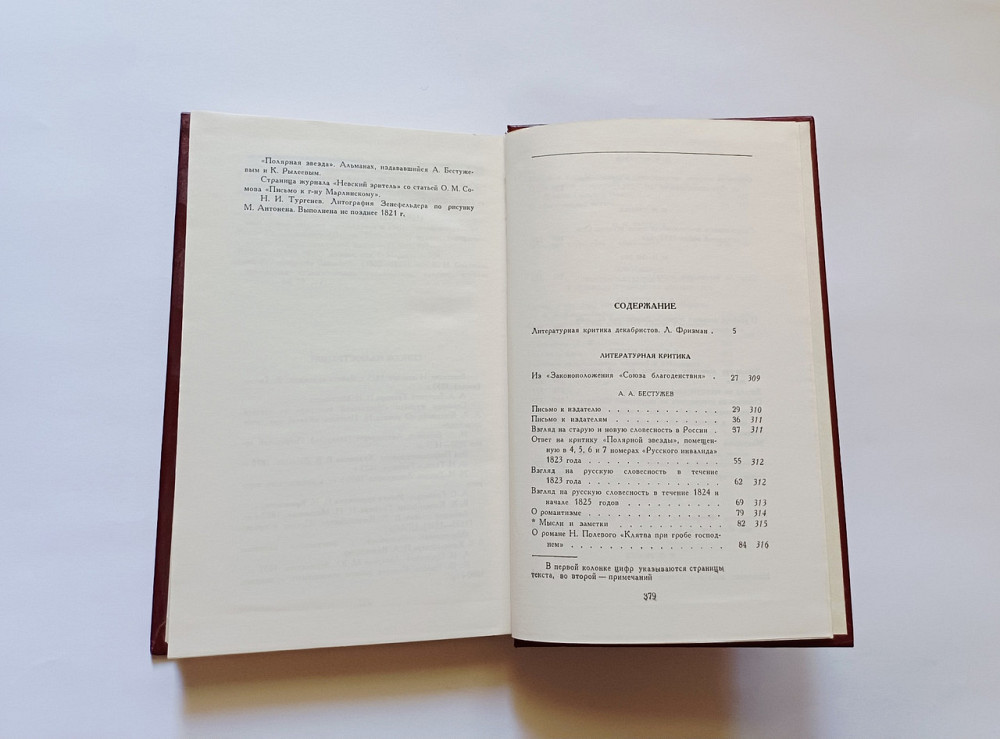 «Полярная звезда». Альманах, издававшийся А. Бестуже-
вым и К. Рылеевым.
Страница журнала «Невский зритель» со статьей О. М. Со-
мова «Письмо к г-ну Марлинскому».
Н. И. Тургенев. Литография Зенефельдера по рисунку
М. Антонена. Выполнена не позднее 1821 г.
СОДЕРЖАНИЕ
Литературная критика декабристов. Л. Фризман . 5
ЛИТЕРАТУРНАЯ КРИТИКА
Из «Законоположения «Союза благоденствия» . 27 309
А. А. БЕСТУЖЕВ
Письмо к издателю . . . . . . . . . . . . 29 310
Письмо к издателям . . . . . . . . . . . . 36 311
Взгляд на старую и новую словесность в России . 37 311
Ответ на критику «Полярной звезды», помещен-
ную в 4, 5, 6 и 7 номерах «Русского инвалида»
1823 года . . . . . . . . . . . . . 55 312
Взгляд на русскую словесность в течение
1823 года . . . . . . . . . . . . . 62 312
Взгляд на русскую словесность в течение 1824 и
начале 1825 годов . . . . . . . . . . 69 313
О романтизме . . . . . . . . . . . . . 79 314
* Мысли и заметки . . . . . . . . . . . 82 315
О романе Н. Полевого «Клятва при гробе господ-
нем» . . . . . . . . . . . . . . . 84 316
В первой колонке цифр указываются страницы
текста, во второй — примечаний
379